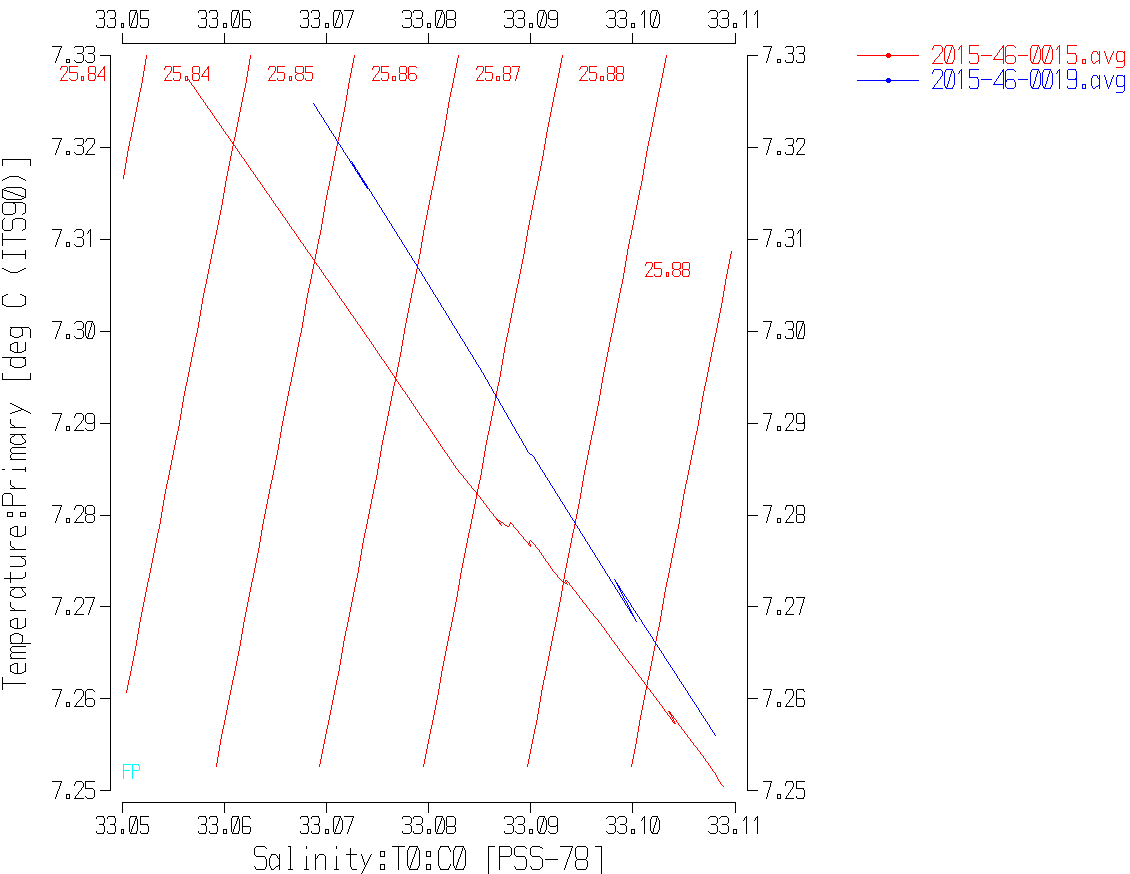 33.05 33.06 33.07 33.08 33.09 33.10 33.11
7.33 7.33
25.84 25.84 25.85 25.86 25.87 25.88
2015-46-0015.avg
2015-46-0019.avg
7.32 7.32
7.31 7.31
25.88
7.30 7.30
7.29 7.29
7.28 7.28
7.27 7.27
7.26 7.26
7.25 7.25
Temperature:Primary [deg C (ITS90)]
FP
33.05 33.06 33.07 33.08 33.09 33.10 33.11
Salinity:T0:C0 [PSS-78]